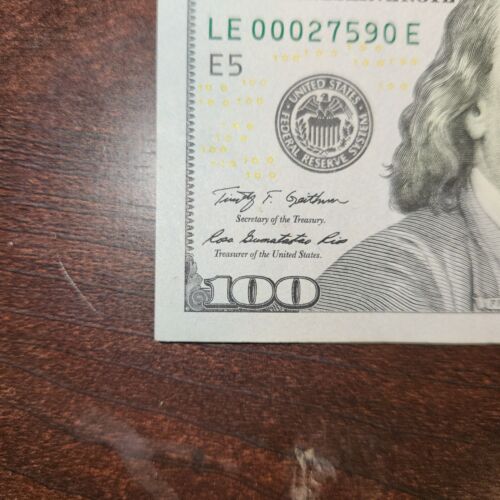 LE 00027590 E
E5
UNITED STATES
FEDERAL RESERVE SYSTEM
Timothy F. Geithner
Secretary of the Treasury.
Rosa Gumataotao Rios
Treasurer of the United States.
100